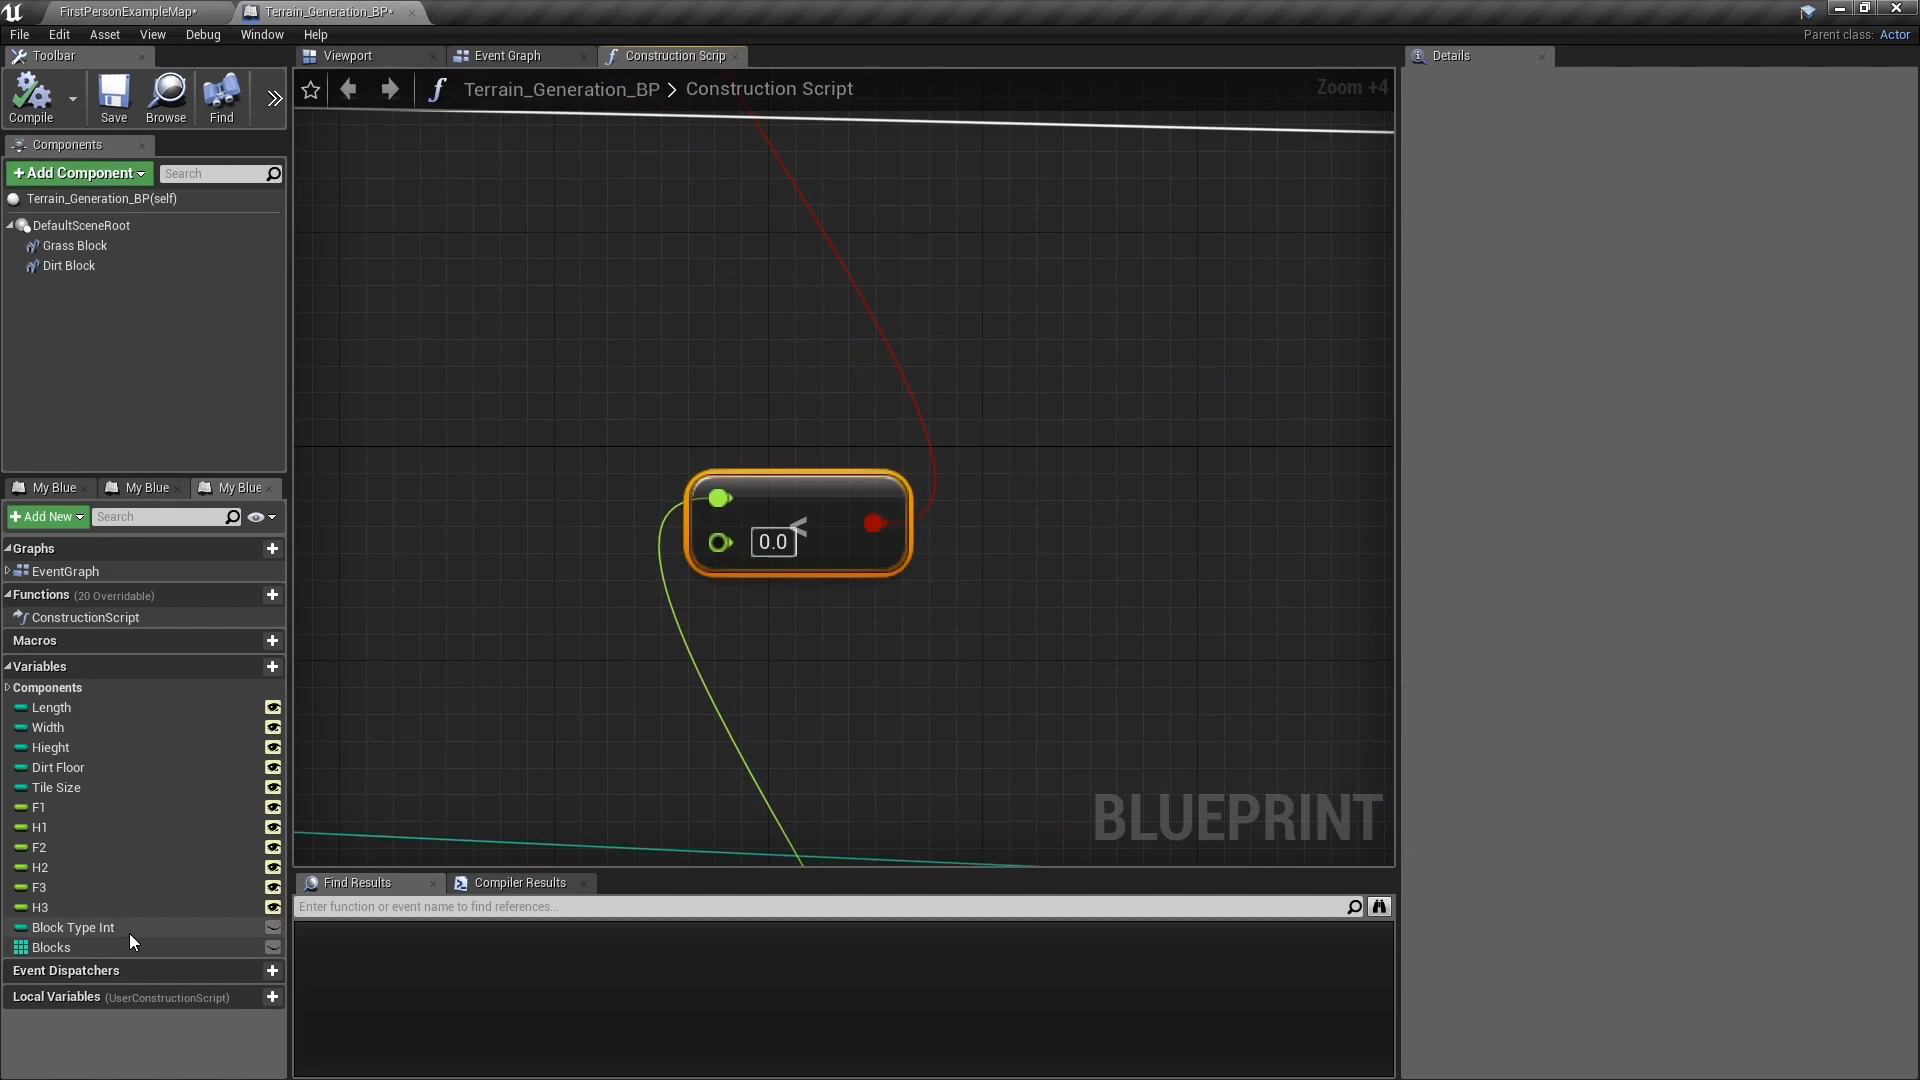 FirstPersonExampleMap*
Terrain_Generation_BP*
File Edit Asset View Debug Window Help
Parent class: Actor
Toolbar
Viewport
Event Graph
Construction Scrip
Details
Compile
Save
Browse
Find
Terrain_Generation_BP > Construction Script
Zoom +4
Components
+Add Component
Search
Terrain_Generation_BP(self)
DefaultSceneRoot
Grass Block
Dirt Block
My Blue
My Blue
My Blue
+Add New
Search
Graphs
EventGraph
Functions (20 Overridable)
ConstructionScript
Macros
Variables
Components
Length
Width
Hieght
Dirt Floor
Tile Size
F1
H1
F2
H2
F3
H3
Block Type Int
Blocks
Event Dispatchers
Local Variables (UserConstructionScript)
0.0
<
BLUEPRINT
Find Results
Compiler Results
Enter function or event name to find references...